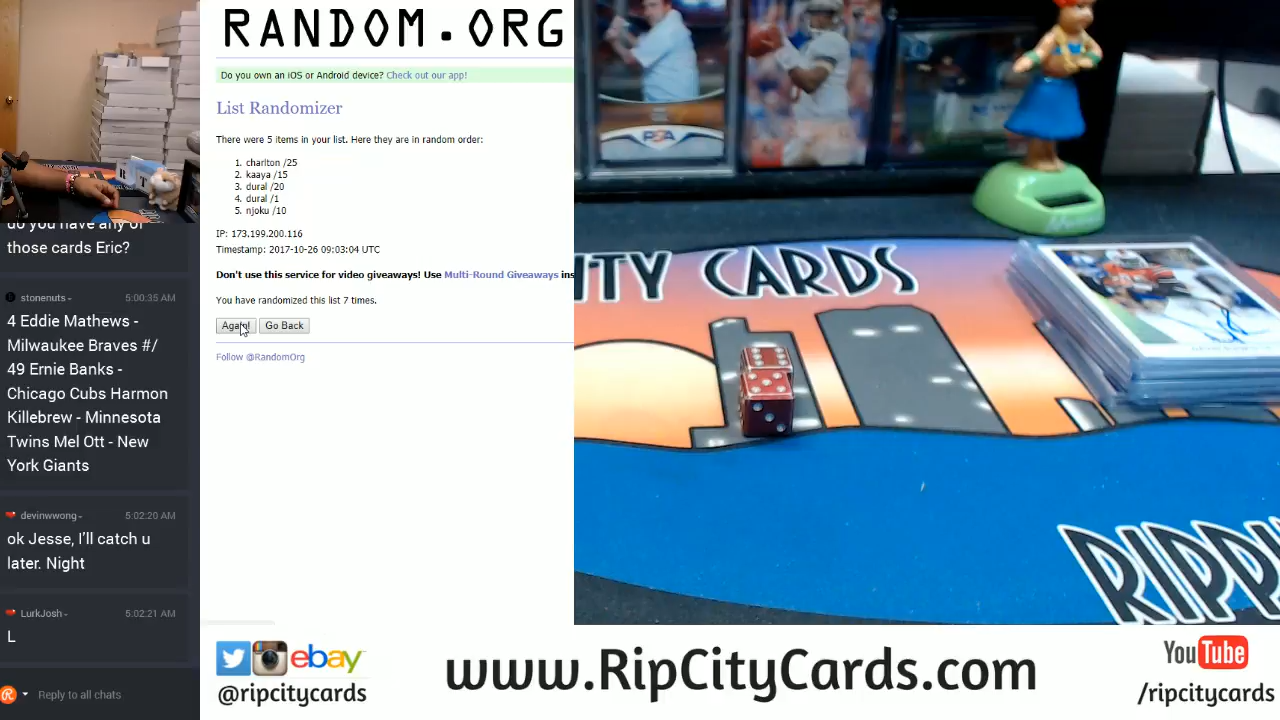 RANDOM.ORG
Do you own an iOS or Android device? Check out our app!
List Randomizer
There were 5 items in your list. Here they are in random order:
1. charlton /25
2. kaaya /15
3. dural /20
4. dural /1
5. njoku /10
IP: 173.199.200.116
Timestamp: 2017-10-26 09:03:04 UTC
Don't use this service for video giveaways! Use Multi-Round Giveaways ins
You have randomized this list 7 times.
Again!
Go Back
Follow @RandomOrg
do you have any of
those cards Eric?
stonenuts
5:00:35 AM
4 Eddie Mathews -
Milwaukee Braves #/
49 Ernie Banks -
Chicago Cubs Harmon
Killebrew - Minnesota
Twins Mel Ott - New
York Giants
devinwwong
5:02:20 AM
ok Jesse, I'll catch u
later. Night
LurkJosh
5:02:21 AM
L
Reply to all chats
PSA
ITY CARDS
RIPP
ebay
@ripcitycards
www.RipCityCards.com
YouTube
/ripcitycards